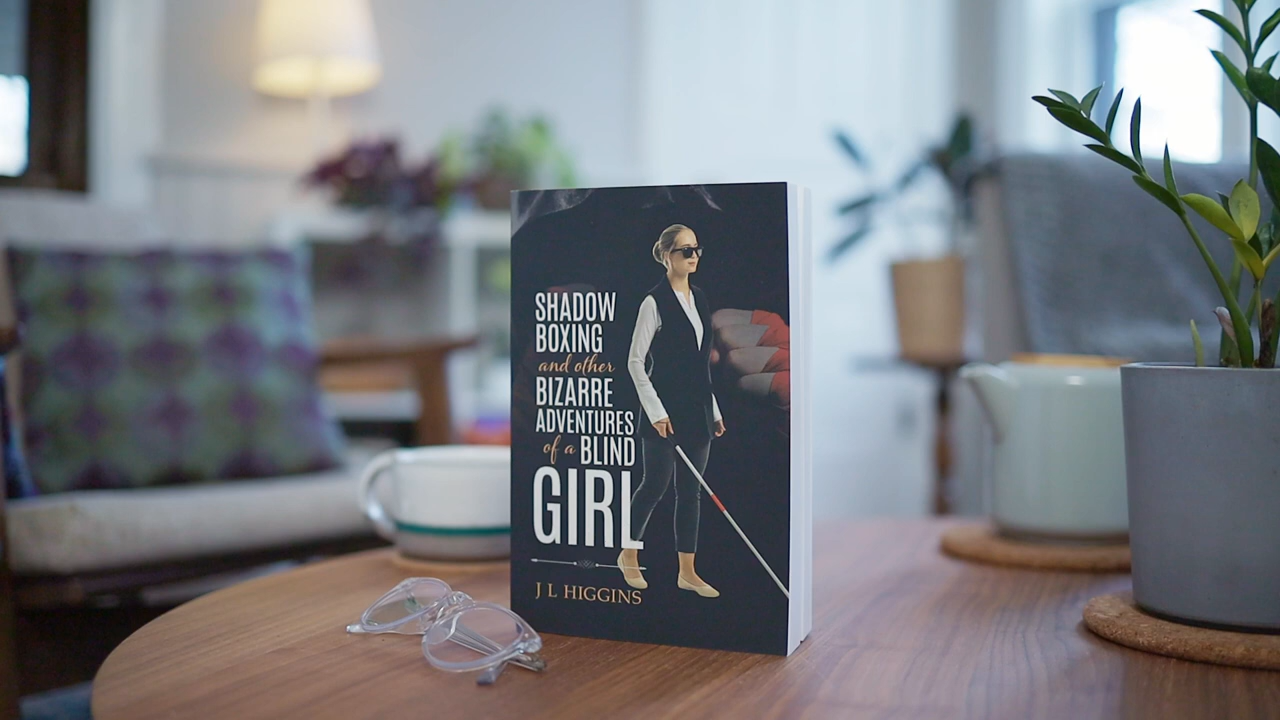 SHADOW
BOXING
and other
BIZARRE
ADVENTURES
of a BLIND
GIRL
J L HIGGINS